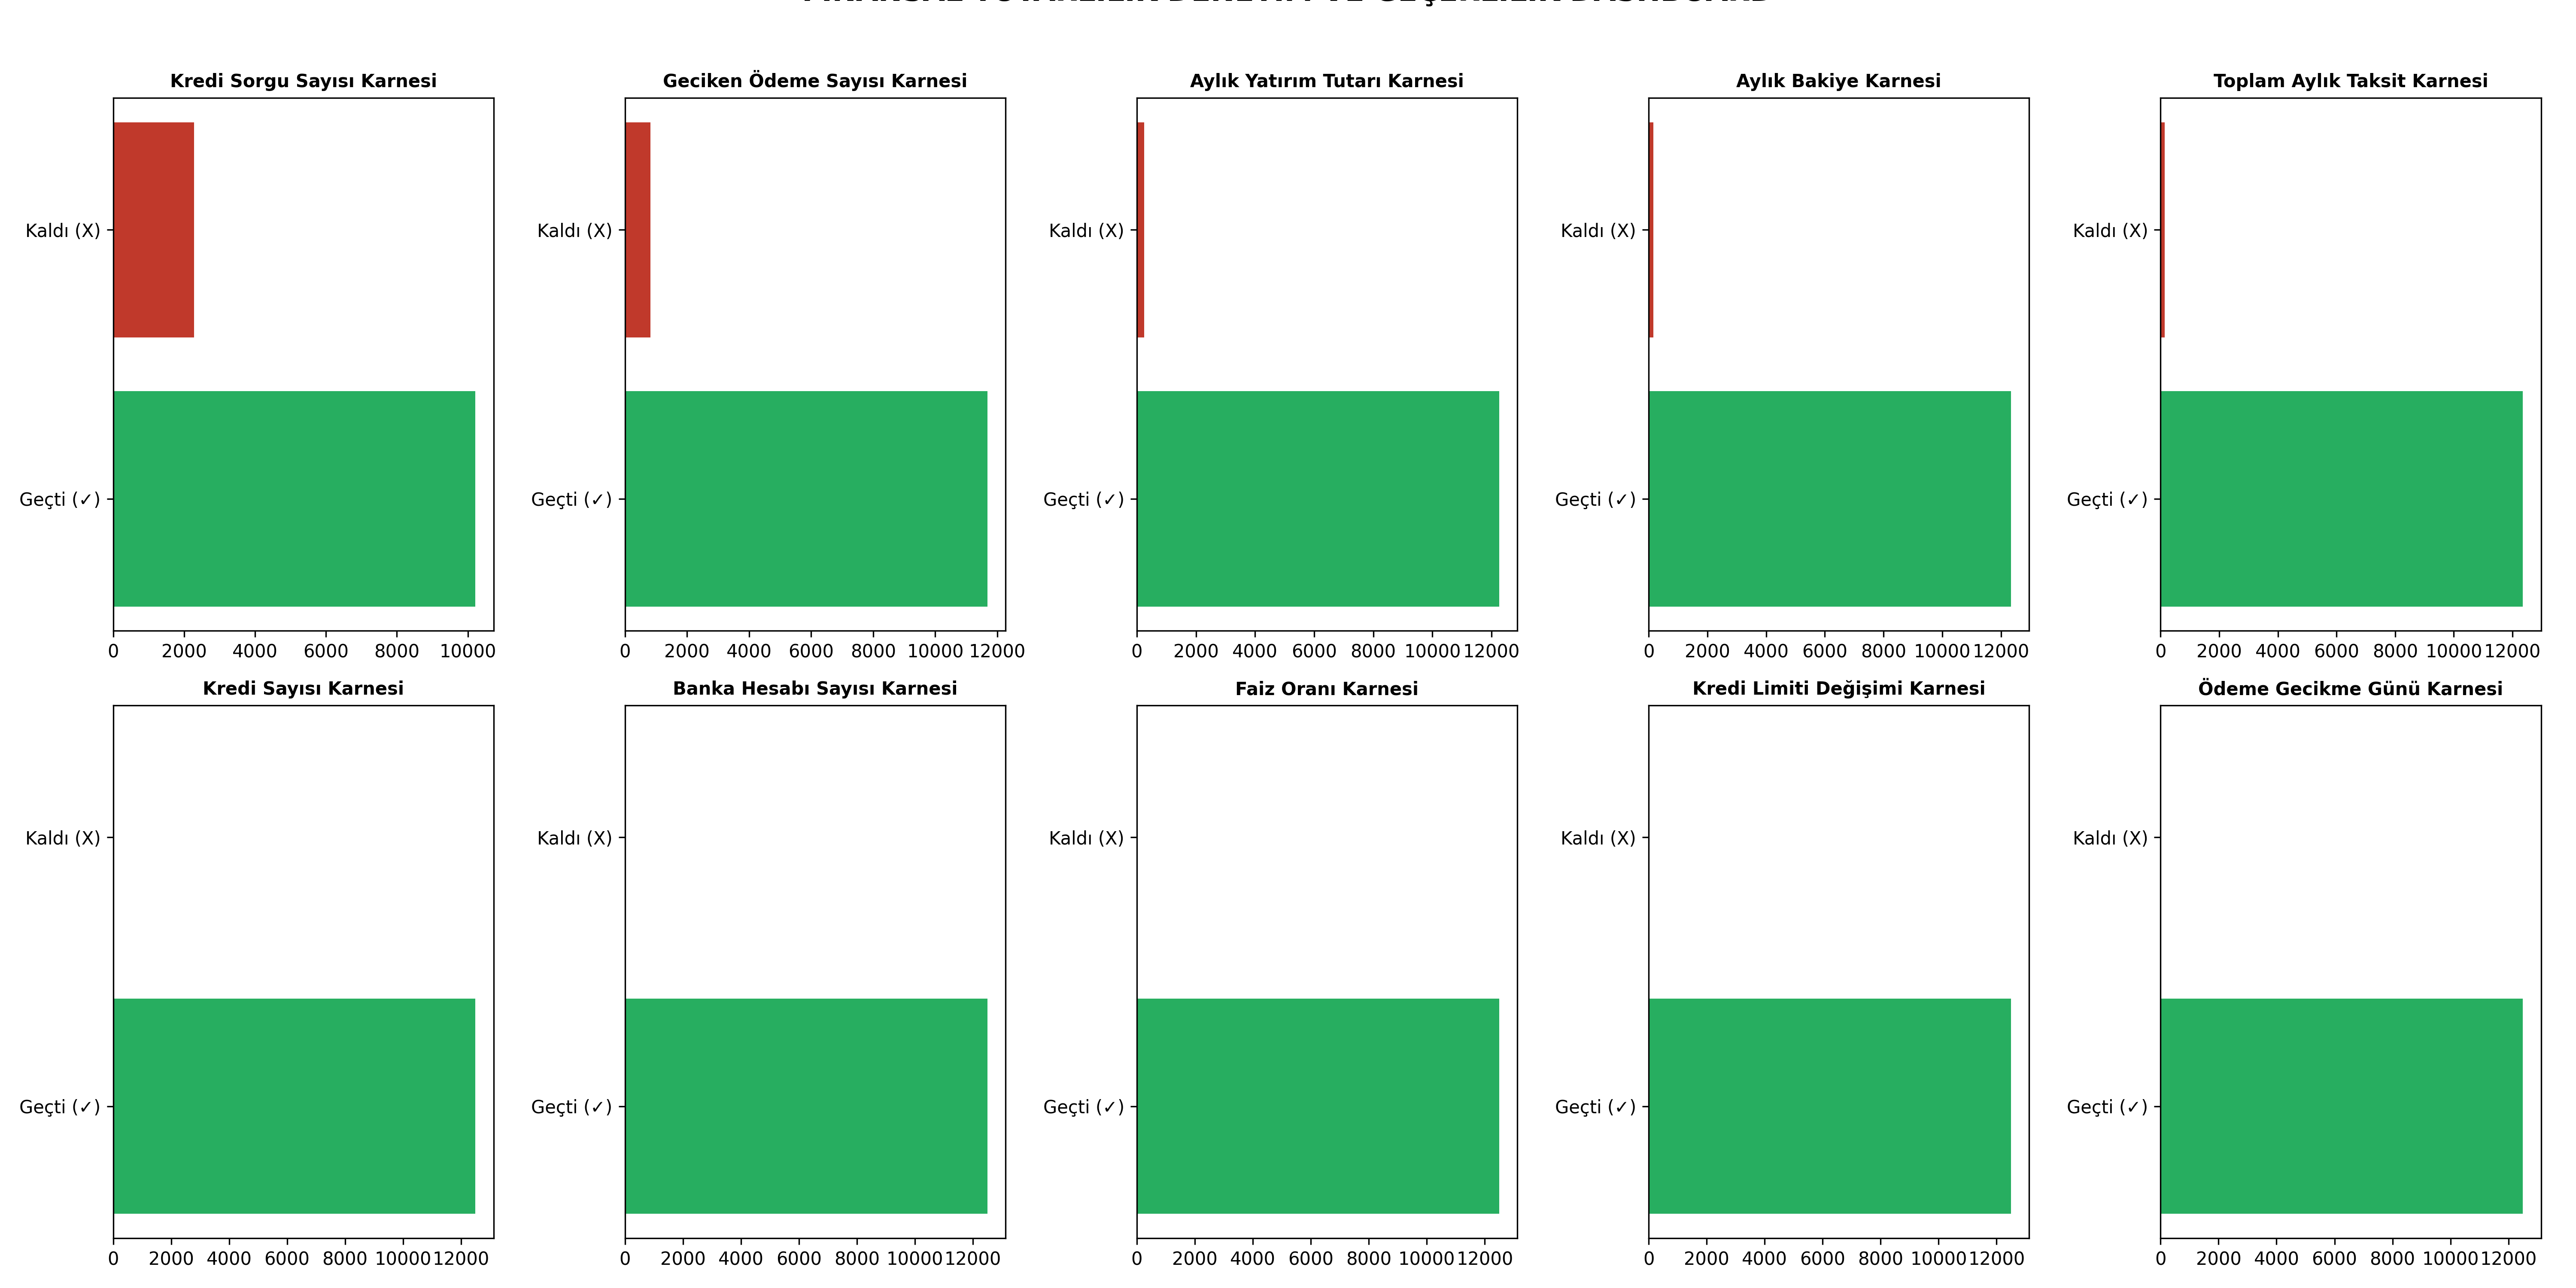 Kredi Sorgu Sayısı Karnesi
Kaldı (X)
Geçti (✓)
0 2000 4000 6000 8000 10000
Geciken Ödeme Sayısı Karnesi
Kaldı (X)
Geçti (✓)
0 2000 4000 6000 8000 10000 12000
Aylık Yatırım Tutarı Karnesi
Kaldı (X)
Geçti (✓)
0 2000 4000 6000 8000 10000 12000
Aylık Bakiye Karnesi
Kaldı (X)
Geçti (✓)
0 2000 4000 6000 8000 10000 12000
Toplam Aylık Taksit Karnesi
Kaldı (X)
Geçti (✓)
0 2000 4000 6000 8000 10000 12000
Kredi Sayısı Karnesi
Kaldı (X)
Geçti (✓)
0 2000 4000 6000 8000 10000 12000
Banka Hesabı Sayısı Karnesi
Kaldı (X)
Geçti (✓)
0 2000 4000 6000 8000 10000 12000
Faiz Oranı Karnesi
Kaldı (X)
Geçti (✓)
0 2000 4000 6000 8000 10000 12000
Kredi Limiti Değişimi Karnesi
Kaldı (X)
Geçti (✓)
0 2000 4000 6000 8000 10000 12000
Ödeme Gecikme Günü Karnesi
Kaldı (X)
Geçti (✓)
0 2000 4000 6000 8000 10000 12000